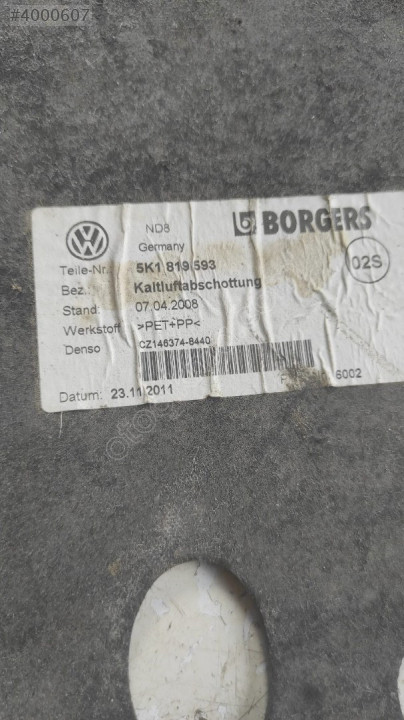 #4000607
ND8
BORGERS
Germany
Teile-Nr. 5K1 819 593
02S
Bez.: Kaltluftabschottung
Stand: 07.04.2008
Werkstoff >PET+PP<
Denso CZ146374-8440
6002
Datum: 23.11.2011